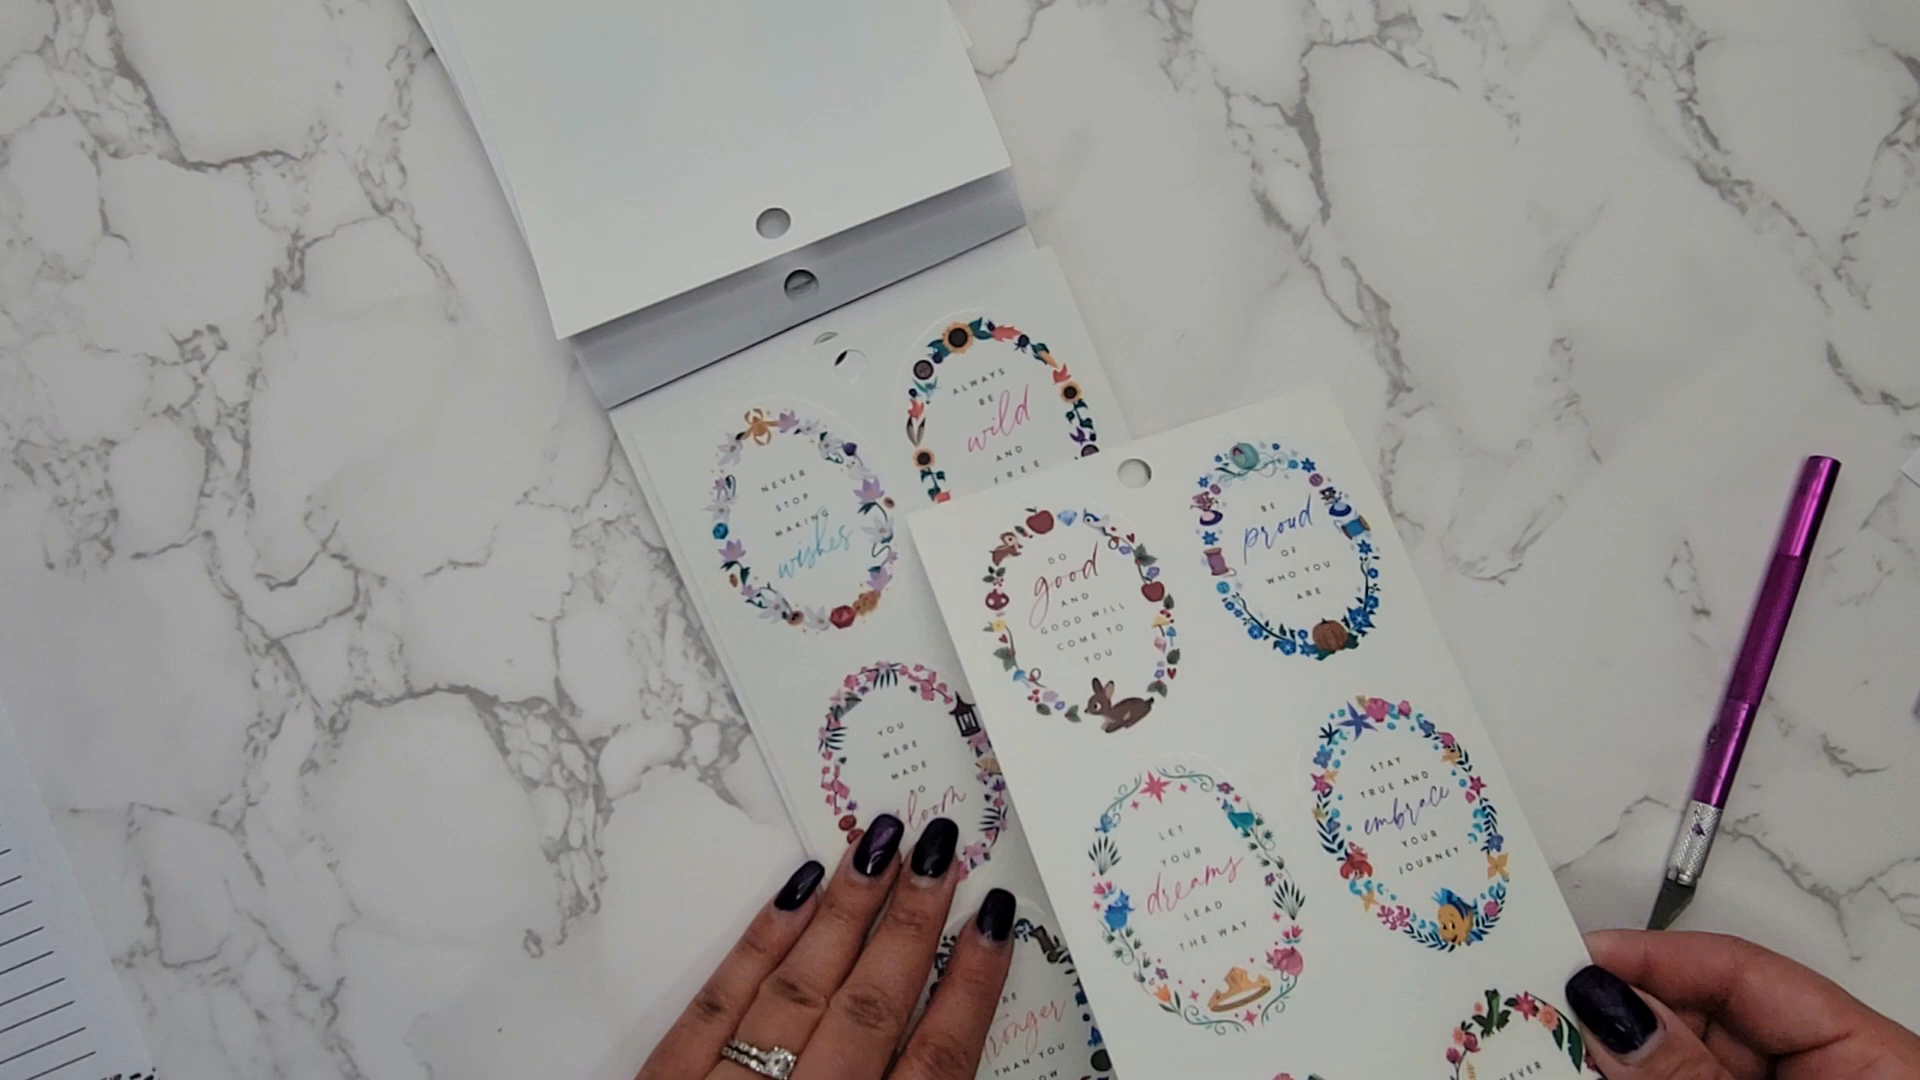 ALWAYS
BE
wild
AND
FREE
NEVER
STOP
MAKING
wishes
DO
good
AND
GOOD WILL
COME TO
YOU
BE
proud
OF
WHO YOU
ARE
YOU
WERE
MADE
TO
STAY
TRUE AND
embrace
YOUR
JOURNEY
LET
YOUR
dreams
LEAD
THE WAY
THAN YOU